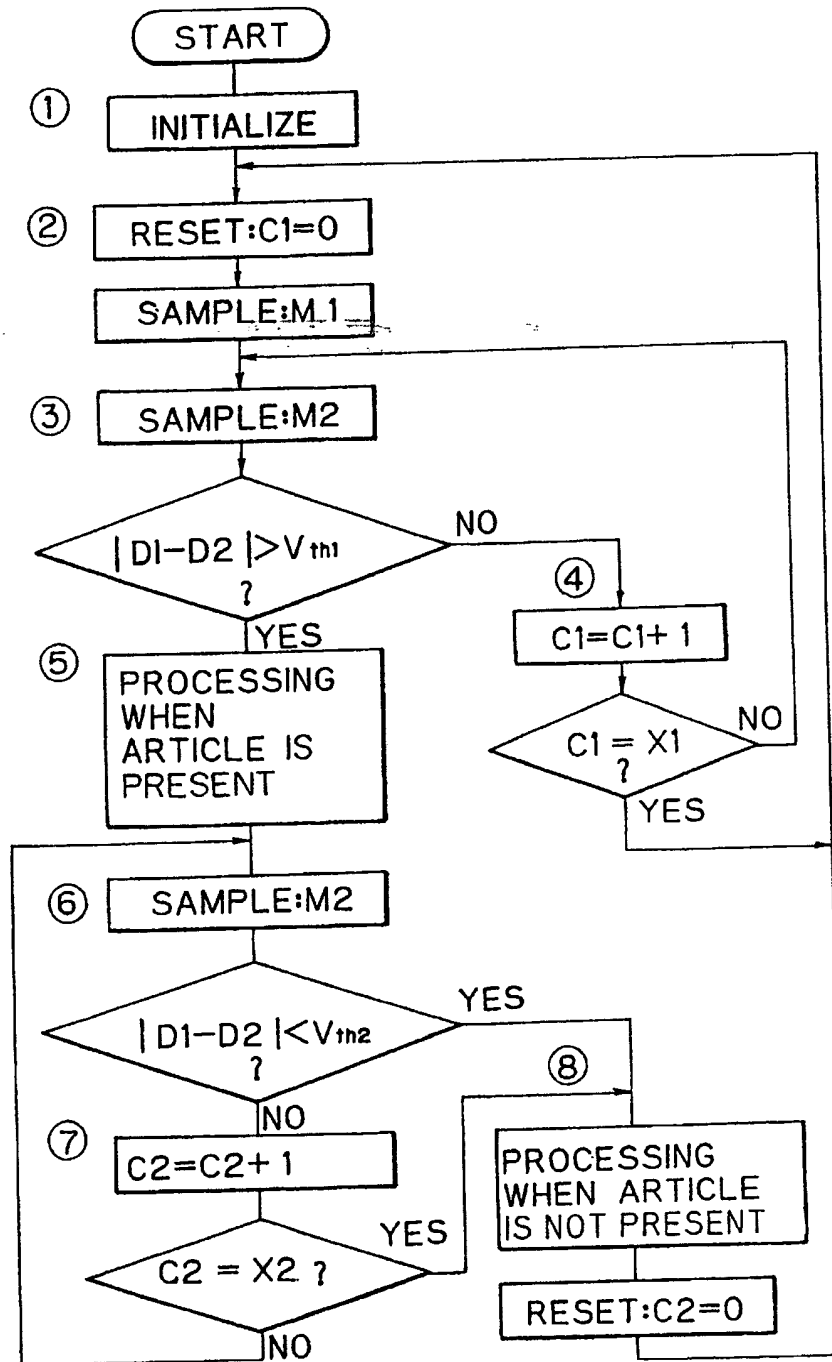 START
①
INITIALIZE
②
RESET:C1=0
SAMPLE:M1
③
SAMPLE:M2
|D1-D2|>Vth1
?
NO
YES
④
C1=C1+1
C1=X1
?
NO
YES
⑤
PROCESSING
WHEN
ARTICLE IS
PRESENT
⑥
SAMPLE:M2
|D1-D2|<Vth2
?
YES
NO
⑦
C2=C2+1
C2=X2 ?
YES
NO
⑧
PROCESSING
WHEN ARTICLE
IS NOT PRESENT
RESET:C2=0